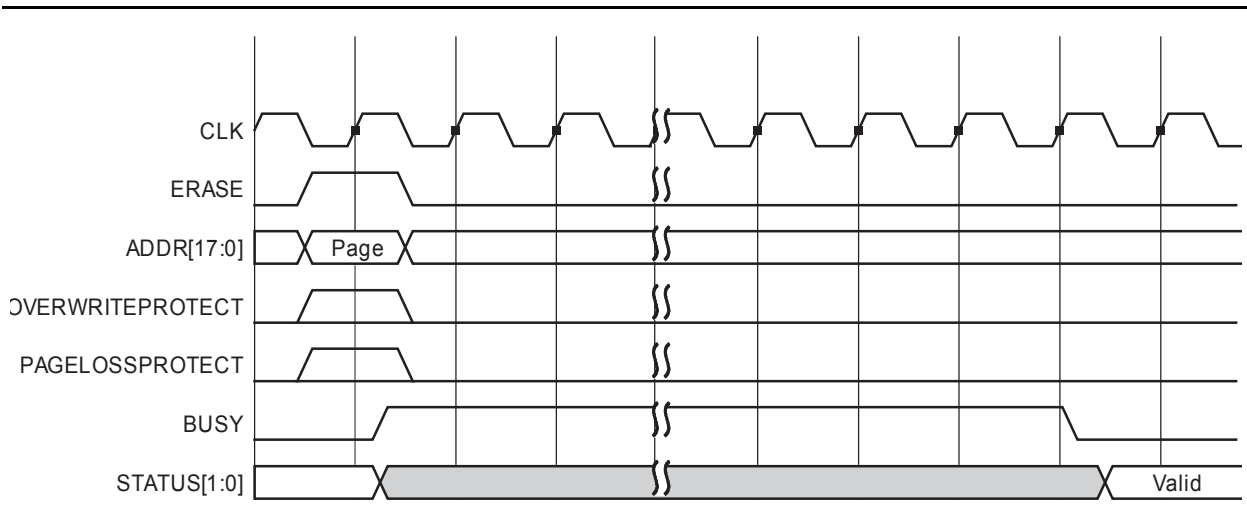 CLK
ERASE
ADDR[17:0]
Page
OVERWRITEPROTECT
PAGELOSSPROTECT
BUSY
STATUS[1:0]
Valid